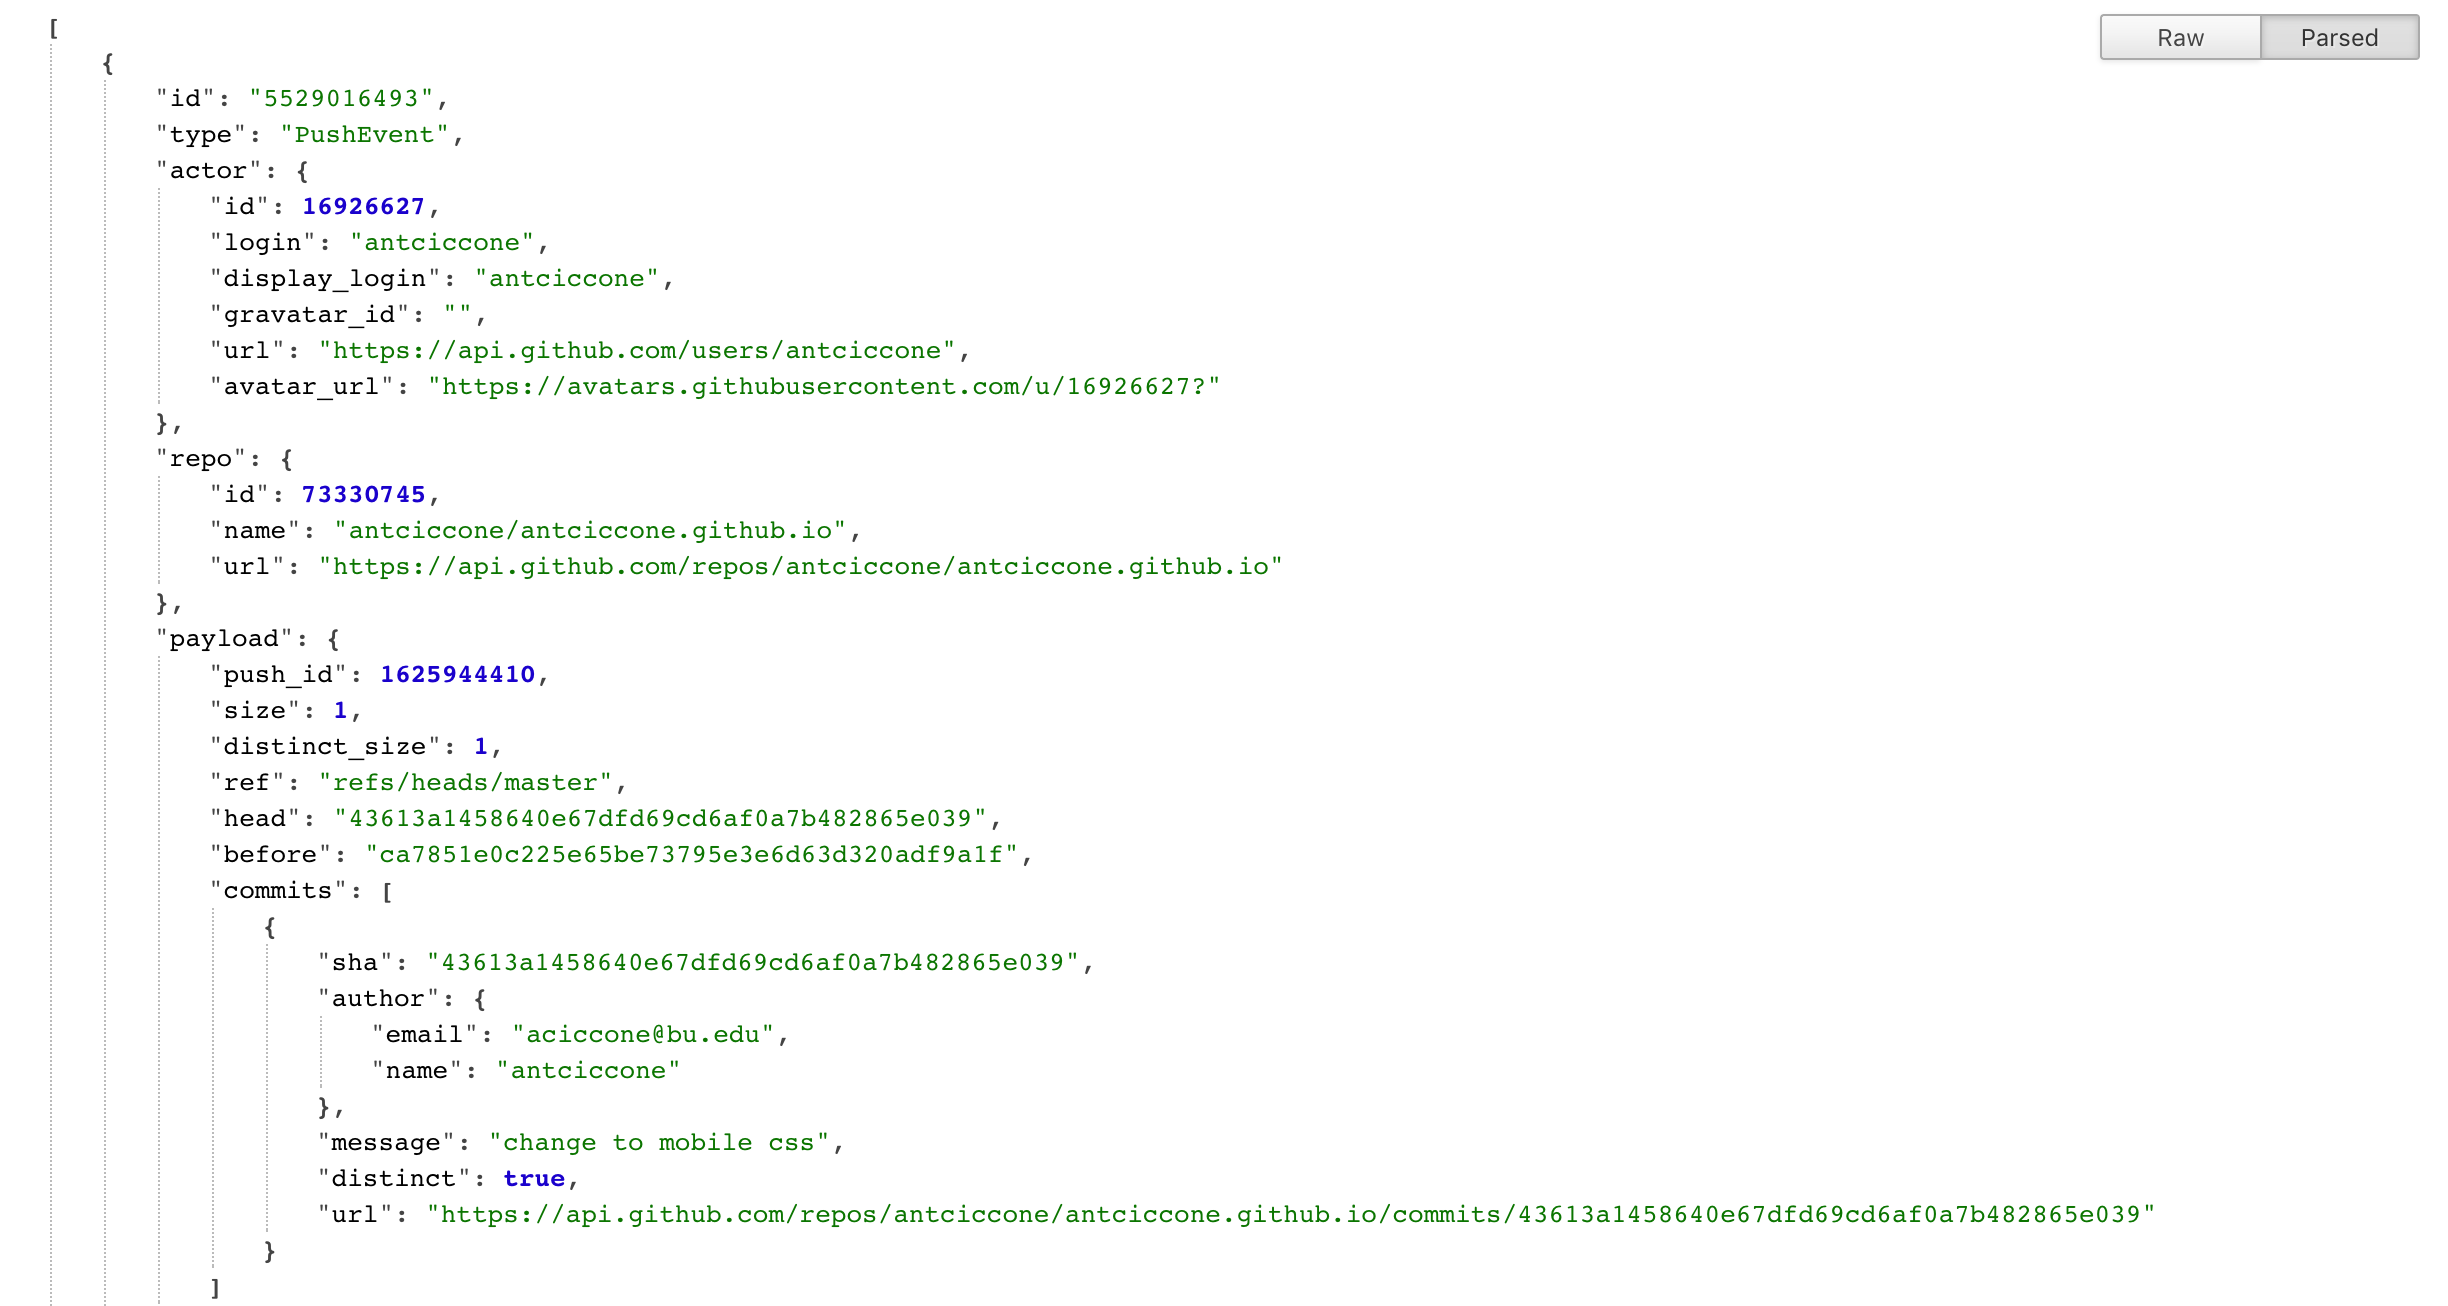 [
{
"id": "5529016493",
"type": "PushEvent",
"actor": {
"id": 16926627,
"login": "antciccone",
"display_login": "antciccone",
"gravatar_id": "",
"url": "https://api.github.com/users/antciccone",
"avatar_url": "https://avatars.githubusercontent.com/u/16926627?"
},
"repo": {
"id": 73330745,
"name": "antciccone/antciccone.github.io",
"url": "https://api.github.com/repos/antciccone/antciccone.github.io"
},
"payload": {
"push_id": 1625944410,
"size": 1,
"distinct_size": 1,
"ref": "refs/heads/master",
"head": "43613a1458640e67dfd69cd6af0a7b482865e039",
"before": "ca7851e0c225e65be73795e3e6d63d320adf9a1f",
"commits": [
{
"sha": "43613a1458640e67dfd69cd6af0a7b482865e039",
"author": {
"email": "aciccone@bu.edu",
"name": "antciccone"
},
"message": "change to mobile css",
"distinct": true,
"url": "https://api.github.com/repos/antciccone/antciccone.github.io/commits/43613a1458640e67dfd69cd6af0a7b482865e039"
}
]
Raw
Parsed